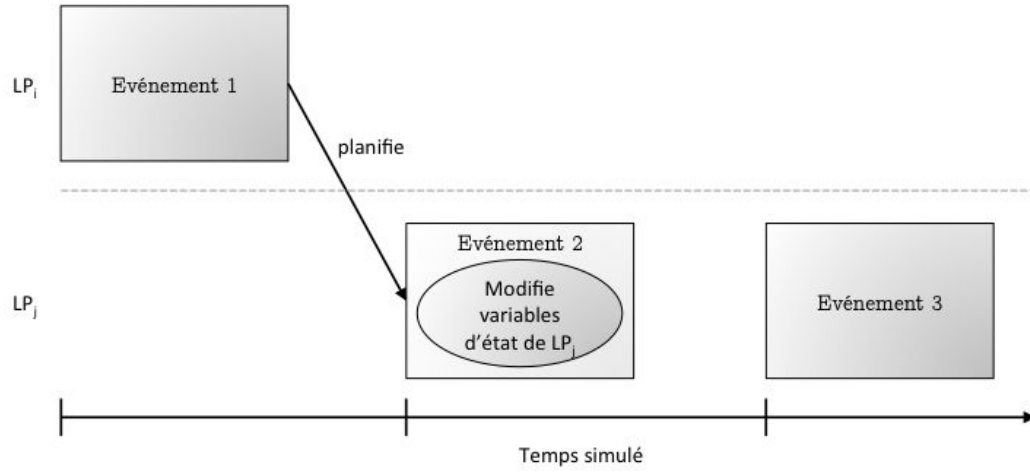 LPi
Evénement 1
planifie
LPj
Evénement 2
Modifie
variables
d'état de LPj
Evénement 3
Temps simulé